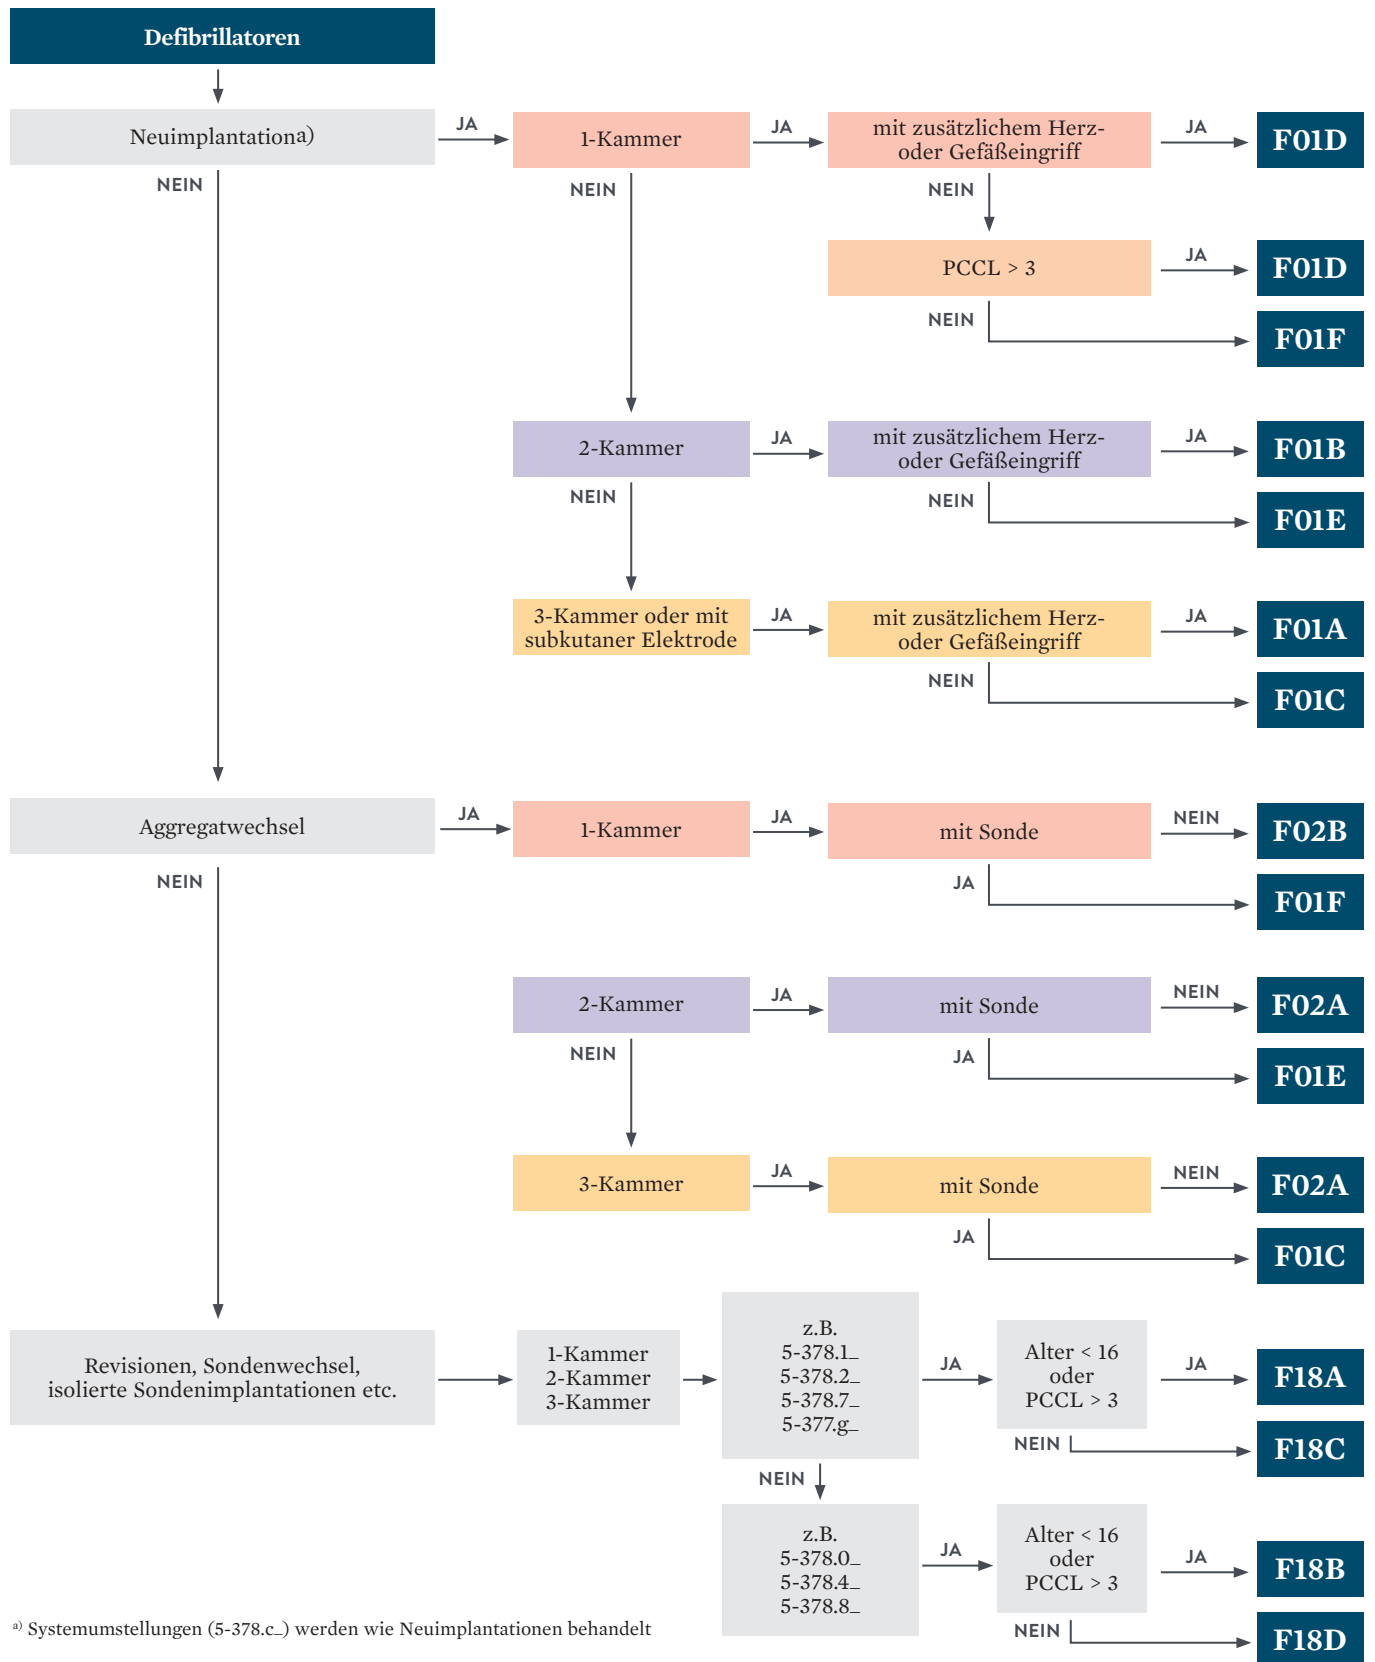 Defibrillatoren
Neuimplantationa)
JA
1-Kammer
JA
mit zusätzlichem Herz-
oder Gefäßeingriff
JA
F01D
NEIN
NEIN
NEIN
PCCL > 3
JA
F01D
NEIN
F01F
2-Kammer
JA
mit zusätzlichem Herz-
oder Gefäßeingriff
JA
F01B
NEIN
NEIN
F01E
3-Kammer oder mit
subkutaner Elektrode
JA
mit zusätzlichem Herz-
oder Gefäßeingriff
JA
F01A
NEIN
F01C
Aggregatwechsel
JA
1-Kammer
JA
mit Sonde
NEIN
F02B
NEIN
JA
F01F
2-Kammer
JA
mit Sonde
NEIN
F02A
NEIN
JA
F01E
3-Kammer
JA
mit Sonde
NEIN
F02A
JA
F01C
Revisionen, Sondenwechsel,
isolierte Sondenimplantationen etc.
1-Kammer
2-Kammer
3-Kammer
z.B.
5-378.1_
5-378.2_
5-378.7_
5-377.g_
JA
Alter < 16
oder
PCCL > 3
JA
F18A
NEIN
F18C
NEIN
z.B.
5-378.0_
5-378.4_
5-378.8_
JA
Alter < 16
oder
PCCL > 3
JA
F18B
NEIN
F18D
a) Systemumstellungen (5-378.c_) werden wie Neuimplantationen behandelt